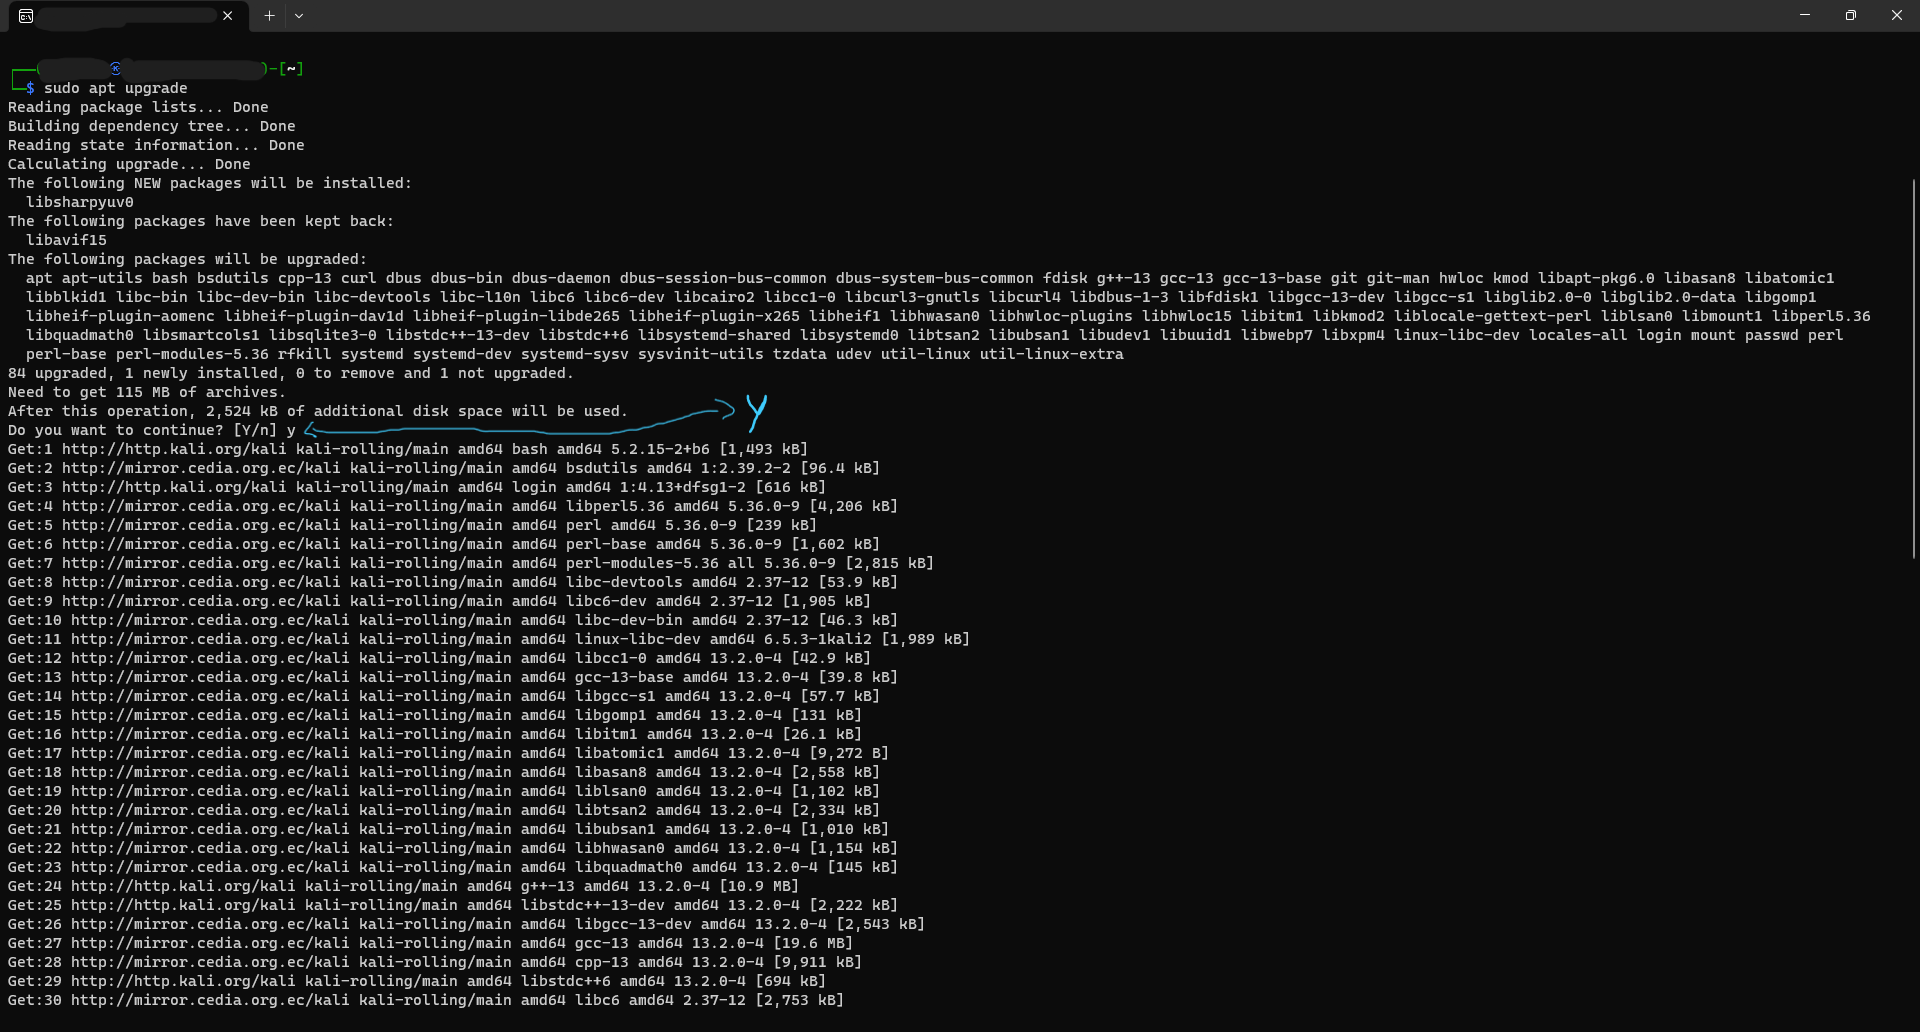 )-[~]
$ sudo apt upgrade
Reading package lists... Done
Building dependency tree... Done
Reading state information... Done
Calculating upgrade... Done
The following NEW packages will be installed:
  libsharpyuv0
The following packages have been kept back:
  libavif15
The following packages will be upgraded:
  apt apt-utils bash bsdutils cpp-13 curl dbus dbus-bin dbus-daemon dbus-session-bus-common dbus-system-bus-common fdisk g++-13 gcc-13 gcc-13-base git git-man hwloc kmod libapt-pkg6.0 libasan8 libatomic1
  libblkid1 libc-bin libc-dev-bin libc-devtools libc-l10n libc6 libc6-dev libcairo2 libcc1-0 libcurl3-gnutls libcurl4 libdbus-1-3 libfdisk1 libgcc-13-dev libgcc-s1 libglib2.0-0 libglib2.0-data libgomp1
  libheif-plugin-aomenc libheif-plugin-dav1d libheif-plugin-libde265 libheif-plugin-x265 libheif1 libhwasan0 libhwloc-plugins libhwloc15 libitm1 libkmod2 liblocale-gettext-perl liblsan0 libmount1 libperl5.36
  libquadmath0 libsmartcols1 libsqlite3-0 libstdc++-13-dev libstdc++6 libsystemd-shared libsystemd0 libtsan2 libubsan1 libudev1 libuuid1 libwebp7 libxpm4 linux-libc-dev locales-all login mount passwd perl
  perl-base perl-modules-5.36 rfkill systemd systemd-dev systemd-sysv sysvinit-utils tzdata udev util-linux util-linux-extra
84 upgraded, 1 newly installed, 0 to remove and 1 not upgraded.
Need to get 115 MB of archives.
After this operation, 2,524 kB of additional disk space will be used.
Y
Do you want to continue? [Y/n] y
Get:1 http://http.kali.org/kali kali-rolling/main amd64 bash amd64 5.2.15-2+b6 [1,493 kB]
Get:2 http://mirror.cedia.org.ec/kali kali-rolling/main amd64 bsdutils amd64 1:2.39.2-2 [96.4 kB]
Get:3 http://http.kali.org/kali kali-rolling/main amd64 login amd64 1:4.13+dfsg1-2 [616 kB]
Get:4 http://mirror.cedia.org.ec/kali kali-rolling/main amd64 libperl5.36 amd64 5.36.0-9 [4,206 kB]
Get:5 http://mirror.cedia.org.ec/kali kali-rolling/main amd64 perl amd64 5.36.0-9 [239 kB]
Get:6 http://mirror.cedia.org.ec/kali kali-rolling/main amd64 perl-base amd64 5.36.0-9 [1,602 kB]
Get:7 http://mirror.cedia.org.ec/kali kali-rolling/main amd64 perl-modules-5.36 all 5.36.0-9 [2,815 kB]
Get:8 http://mirror.cedia.org.ec/kali kali-rolling/main amd64 libc-devtools amd64 2.37-12 [53.9 kB]
Get:9 http://mirror.cedia.org.ec/kali kali-rolling/main amd64 libc6-dev amd64 2.37-12 [1,905 kB]
Get:10 http://mirror.cedia.org.ec/kali kali-rolling/main amd64 libc-dev-bin amd64 2.37-12 [46.3 kB]
Get:11 http://mirror.cedia.org.ec/kali kali-rolling/main amd64 linux-libc-dev amd64 6.5.3-1kali2 [1,989 kB]
Get:12 http://mirror.cedia.org.ec/kali kali-rolling/main amd64 libcc1-0 amd64 13.2.0-4 [42.9 kB]
Get:13 http://mirror.cedia.org.ec/kali kali-rolling/main amd64 gcc-13-base amd64 13.2.0-4 [39.8 kB]
Get:14 http://mirror.cedia.org.ec/kali kali-rolling/main amd64 libgcc-s1 amd64 13.2.0-4 [57.7 kB]
Get:15 http://mirror.cedia.org.ec/kali kali-rolling/main amd64 libgomp1 amd64 13.2.0-4 [131 kB]
Get:16 http://mirror.cedia.org.ec/kali kali-rolling/main amd64 libitm1 amd64 13.2.0-4 [26.1 kB]
Get:17 http://mirror.cedia.org.ec/kali kali-rolling/main amd64 libatomic1 amd64 13.2.0-4 [9,272 B]
Get:18 http://mirror.cedia.org.ec/kali kali-rolling/main amd64 libasan8 amd64 13.2.0-4 [2,558 kB]
Get:19 http://mirror.cedia.org.ec/kali kali-rolling/main amd64 liblsan0 amd64 13.2.0-4 [1,102 kB]
Get:20 http://mirror.cedia.org.ec/kali kali-rolling/main amd64 libtsan2 amd64 13.2.0-4 [2,334 kB]
Get:21 http://mirror.cedia.org.ec/kali kali-rolling/main amd64 libubsan1 amd64 13.2.0-4 [1,010 kB]
Get:22 http://mirror.cedia.org.ec/kali kali-rolling/main amd64 libhwasan0 amd64 13.2.0-4 [1,154 kB]
Get:23 http://mirror.cedia.org.ec/kali kali-rolling/main amd64 libquadmath0 amd64 13.2.0-4 [145 kB]
Get:24 http://http.kali.org/kali kali-rolling/main amd64 g++-13 amd64 13.2.0-4 [10.9 MB]
Get:25 http://http.kali.org/kali kali-rolling/main amd64 libstdc++-13-dev amd64 13.2.0-4 [2,222 kB]
Get:26 http://mirror.cedia.org.ec/kali kali-rolling/main amd64 libgcc-13-dev amd64 13.2.0-4 [2,543 kB]
Get:27 http://mirror.cedia.org.ec/kali kali-rolling/main amd64 gcc-13 amd64 13.2.0-4 [19.6 MB]
Get:28 http://mirror.cedia.org.ec/kali kali-rolling/main amd64 cpp-13 amd64 13.2.0-4 [9,911 kB]
Get:29 http://http.kali.org/kali kali-rolling/main amd64 libstdc++6 amd64 13.2.0-4 [694 kB]
Get:30 http://mirror.cedia.org.ec/kali kali-rolling/main amd64 libc6 amd64 2.37-12 [2,753 kB]